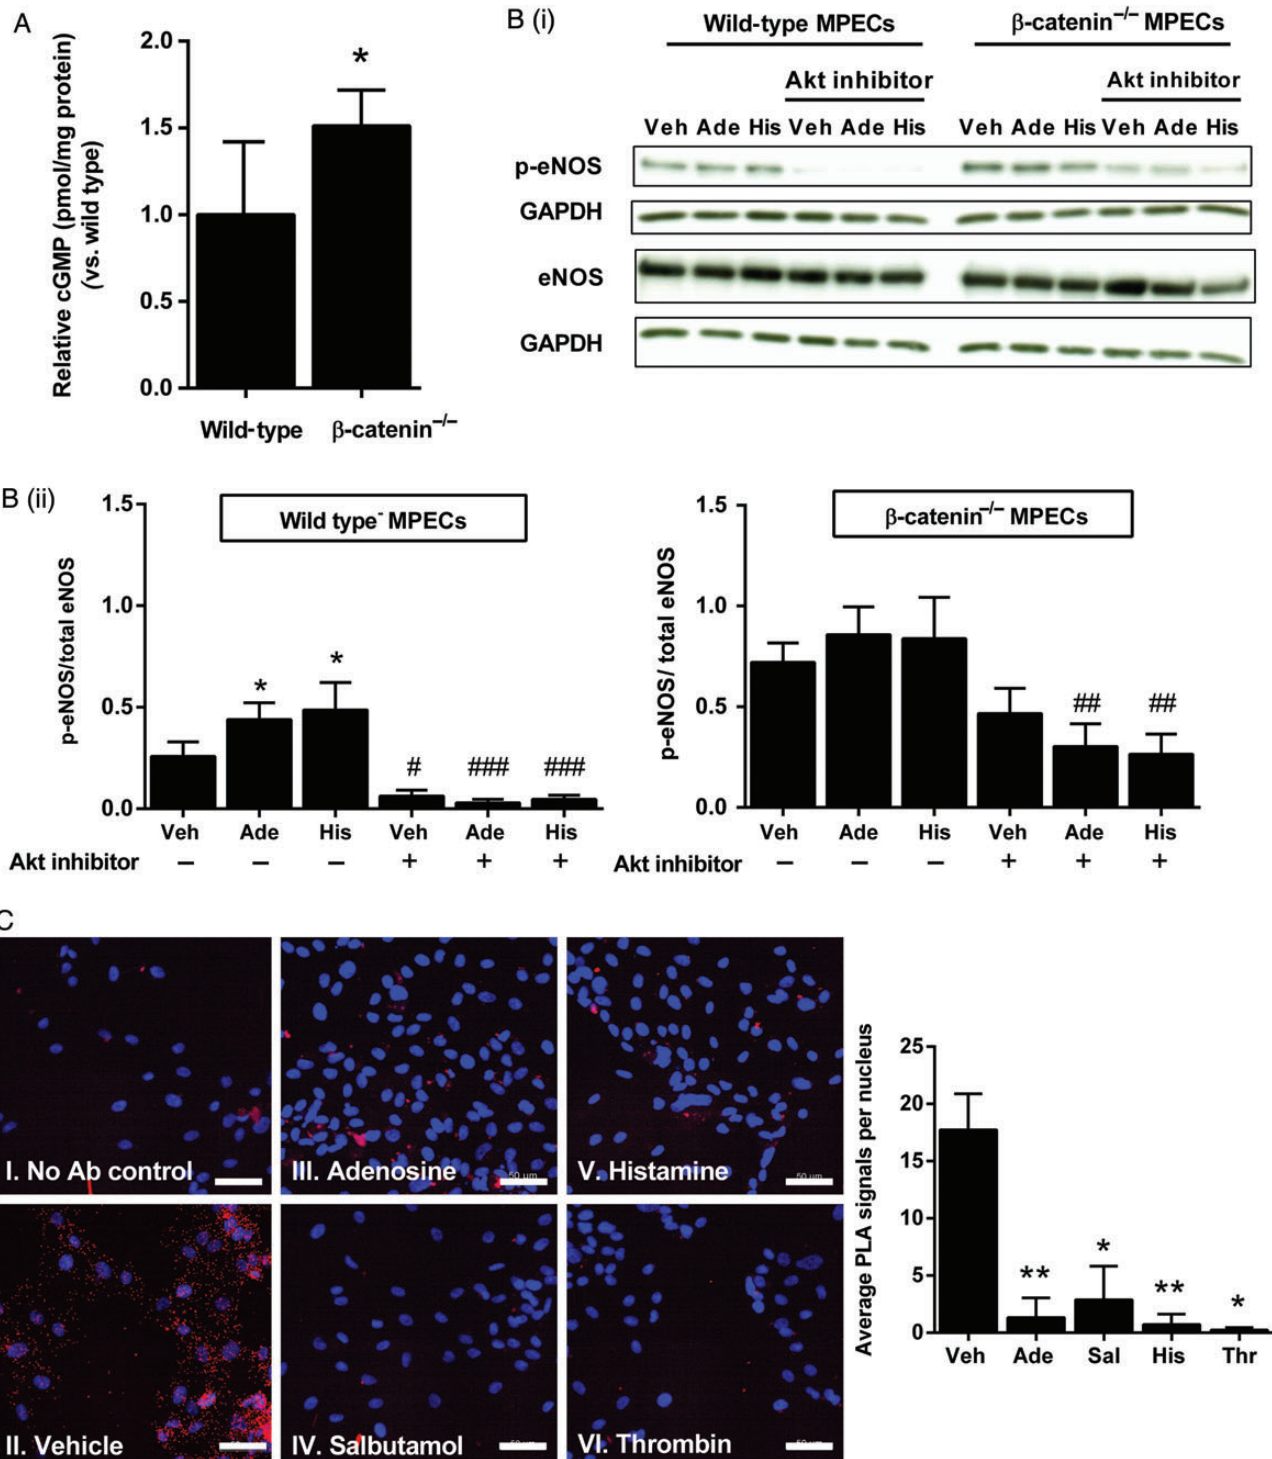 A
Relative cGMP (pmol/mg protein)
(vs. wild type)
2.0
1.5
1.0
0.5
0.0
*
Wild-type β-catenin–/–
B (i)
Wild-type MPECs β-catenin–/– MPECs
Akt inhibitor Akt inhibitor
Veh Ade His Veh Ade His Veh Ade His Veh Ade His
p-eNOS
GAPDH
eNOS
GAPDH
B (ii)
Wild type- MPECs
p-eNOS/total eNOS
1.5
1.0
0.5
0.0
* * # ### ###
Veh Ade His Veh Ade His
Akt inhibitor – – – + + +
β-catenin–/– MPECs
p-eNOS/ total eNOS
1.5
1.0
0.5
0.0
## ##
Veh Ade His Veh Ade His
Akt inhibitor – – – + + +
C
I. No Ab control
III. Adenosine
50 µm
V. Histamine
50 µm
II. Vehicle
IV. Salbutamol
VI. Thrombin
Average PLA signals per nucleus
25
20
15
10
5
0
** * ** *
Veh Ade Sal His Thr